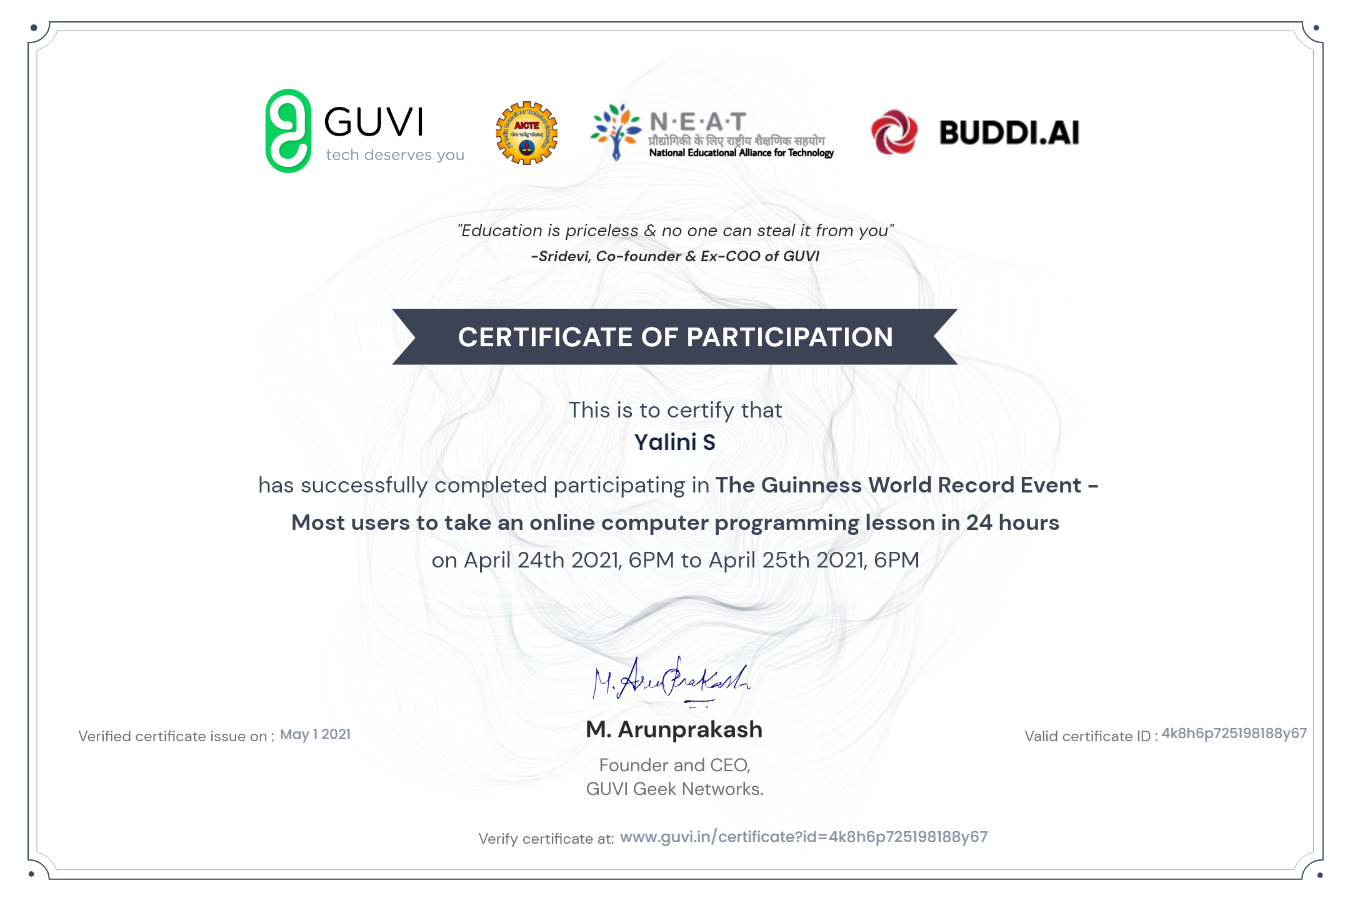 GUVI
tech deserves you
AICTE
N·E·A·T
प्रौद्योगिकी के लिए राष्ट्रीय शैक्षणिक सहयोग
National Educational Alliance for Technology
BUDDI.AI
"Education is priceless & no one can steal it from you"
-Sridevi, Co-founder & Ex-COO of GUVI
CERTIFICATE OF PARTICIPATION
This is to certify that
Yalini S
has successfully completed participating in The Guinness World Record Event -
Most users to take an online computer programming lesson in 24 hours
on April 24th 2021, 6PM to April 25th 2021, 6PM
M. Arunprakash
M. Arunprakash
Founder and CEO,
GUVI Geek Networks.
Verified certificate issue on : May 1 2021
Valid certificate ID : 4k8h6p725198188y67
Verify certificate at: www.guvi.in/certificate?id=4k8h6p725198188y67